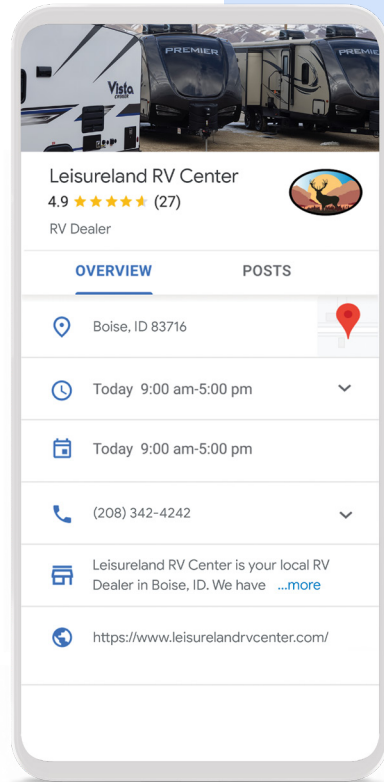 Vista
CRUISER
PREMIER
PREMIER
Leisureland RV Center
4.9 ★★★★★ (27)
RV Dealer
OVERVIEW
POSTS
Boise, ID 83716
Today 9:00 am-5:00 pm
Today 9:00 am-5:00 pm
(208) 342-4242
Leisureland RV Center is your local RV
Dealer in Boise, ID. We have ...more
https://www.leisurelandrvcenter.com/